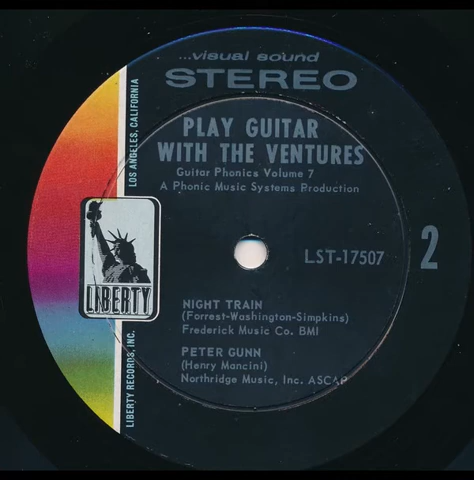 ...visual sound
STEREO
PLAY GUITAR
WITH THE VENTURES
Guitar Phonics Volume 7
A Phonic Music Systems Production
LST-17507
2
NIGHT TRAIN
(Forrest-Washington-Simpkins)
Frederick Music Co. BMI
PETER GUNN
(Henry Mancini)
Northridge Music, Inc. ASCAP
LOS ANGELES, CALIFORNIA
LIBERTY
LIBERTY RECORDS, INC.